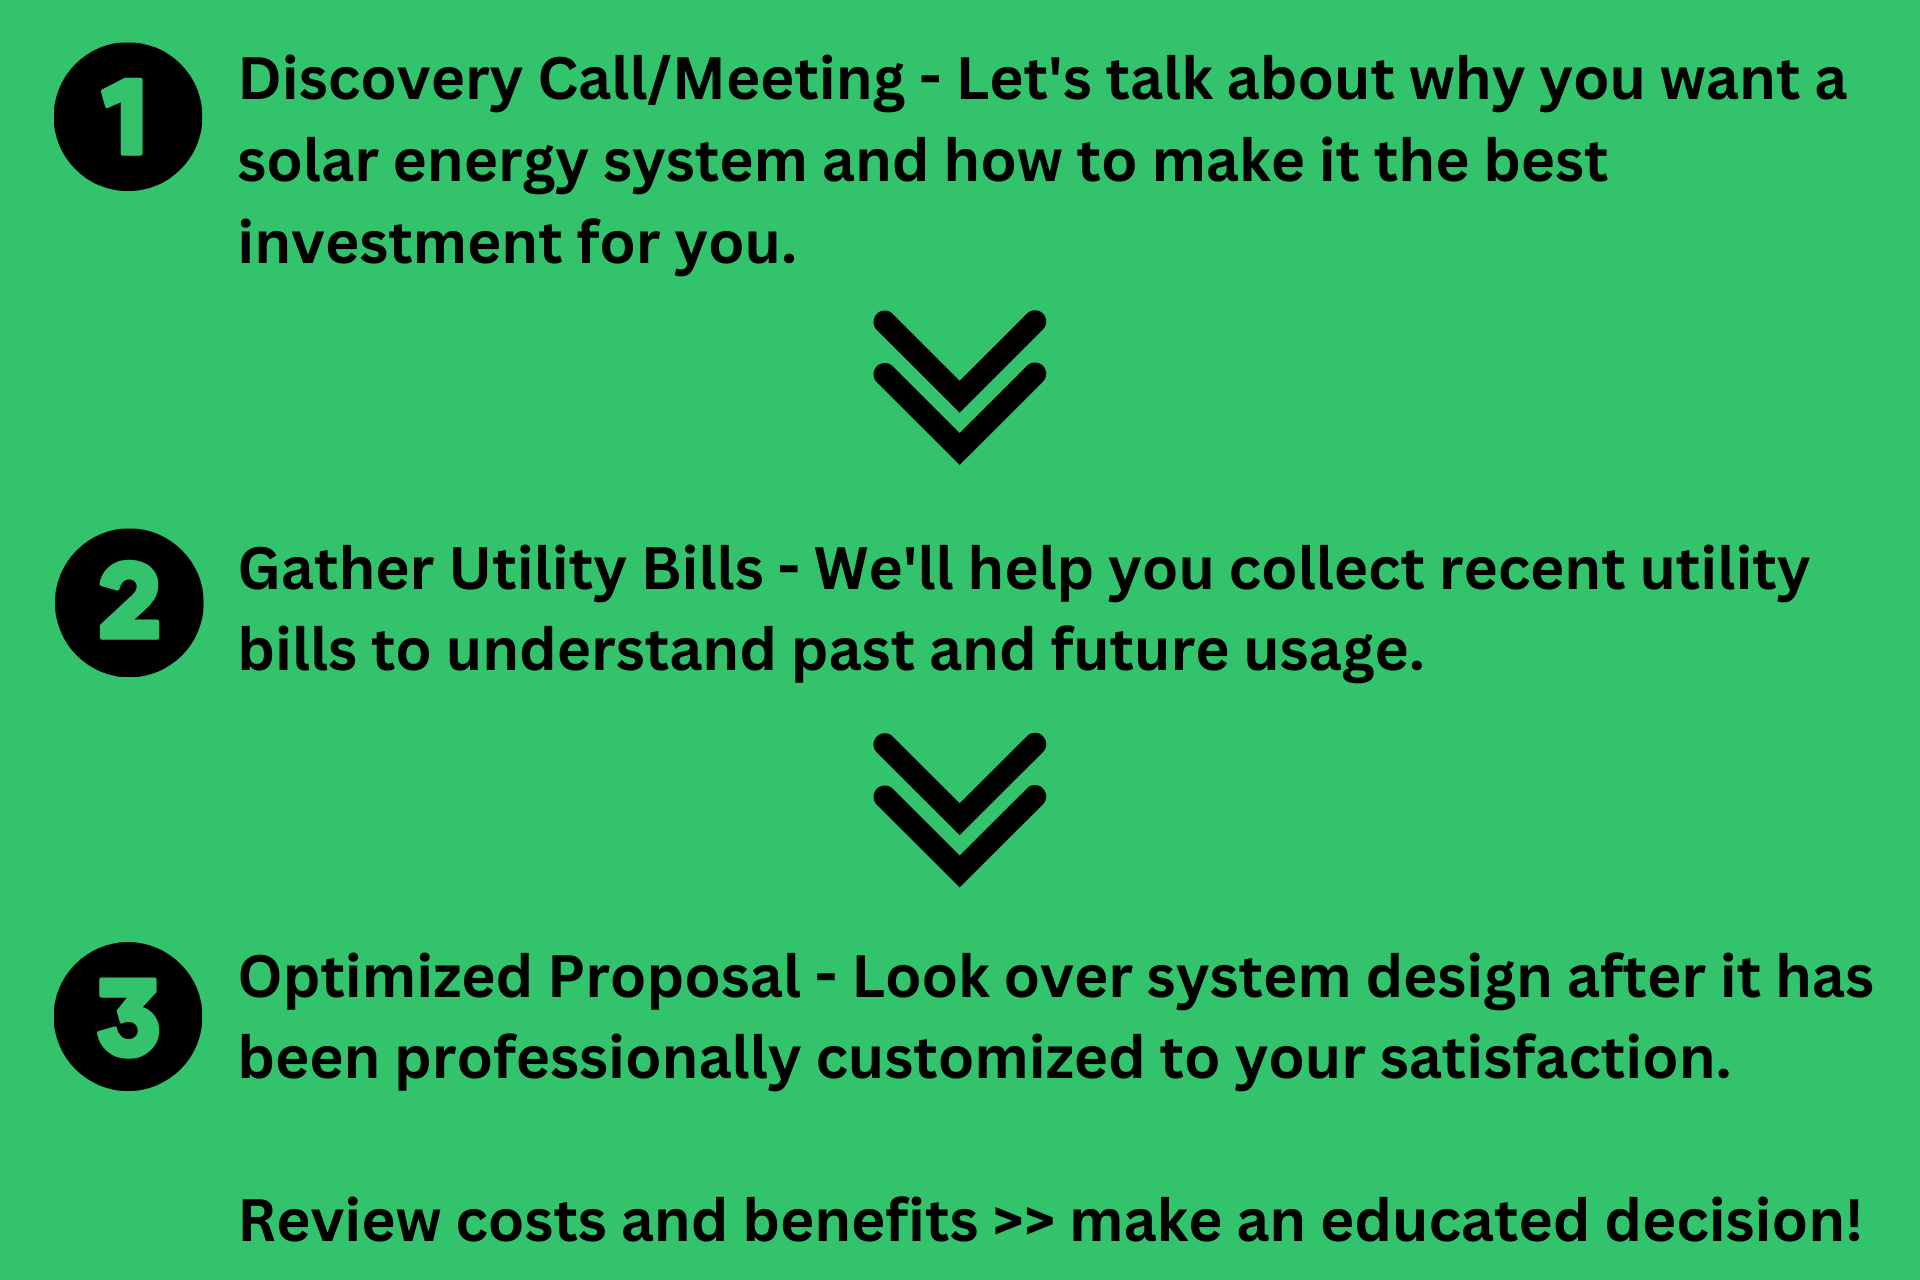 1
Discovery Call/Meeting - Let's talk about why you want a
solar energy system and how to make it the best
investment for you.
2
Gather Utility Bills - We'll help you collect recent utility
bills to understand past and future usage.
3
Optimized Proposal - Look over system design after it has
been professionally customized to your satisfaction.
Review costs and benefits >> make an educated decision!